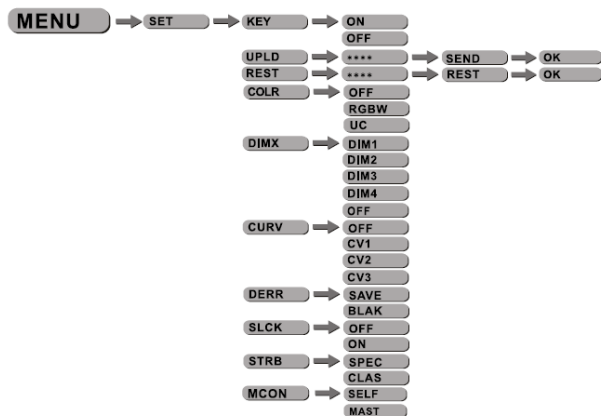 MENU SET KEY ON
OFF
UPLD **** SEND OK
REST **** REST OK
COLR OFF
RGBW
UC
DIMX DIM1
DIM2
DIM3
DIM4
OFF
CURV OFF
CV1
CV2
CV3
DERR SAVE
BLAK
SLCK OFF
ON
STRB SPEC
CLAS
MCON SELF
MAST